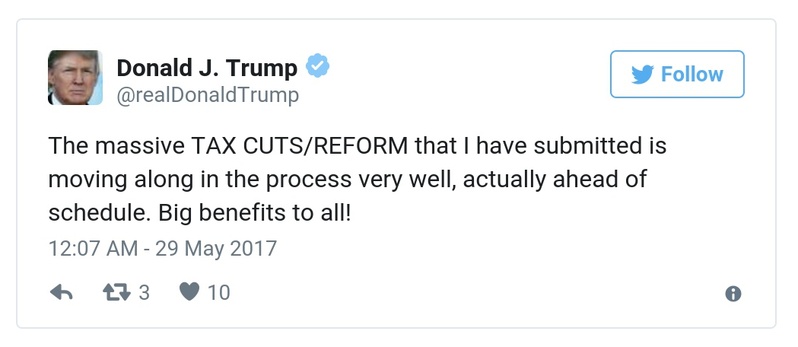 Donald J. Trump
@realDonaldTrump
Follow
The massive TAX CUTS/REFORM that I have submitted is
moving along in the process very well, actually ahead of
schedule. Big benefits to all!
12:07 AM - 29 May 2017
3 10